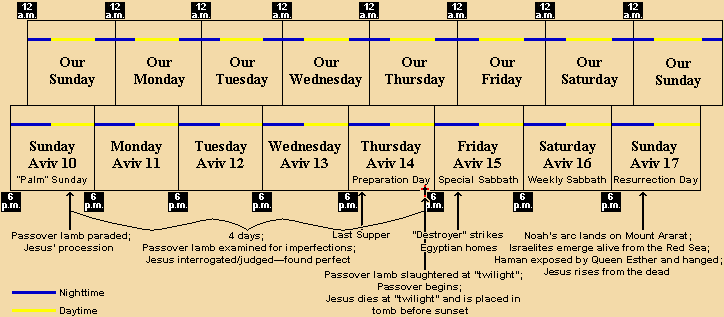 12 a.m. 12 a.m. 12 a.m. 12 a.m. 12 a.m. 12 a.m. 12 a.m. 12 a.m.
Our Sunday Our Monday Our Tuesday Our Wednesday Our Thursday Our Friday Our Saturday Our Sunday
Sunday Monday Tuesday Wednesday Thursday Friday Saturday Sunday
Aviv 10 Aviv 11 Aviv 12 Aviv 13 Aviv 14 Aviv 15 Aviv 16 Aviv 17
"Palm" Sunday Preparation Day Special Sabbath Weekly Sabbath Resurrection Day
6 p.m. 6 p.m. 6 p.m. 6 p.m. 6 p.m. 6 p.m. 6 p.m. 6 p.m.
Passover lamb paraded;
Jesus' procession
4 days;
Passover lamb examined for imperfections;
Jesus interrogated/judged—found perfect
Last Supper
Passover lamb slaughtered at "twilight";
Passover begins;
Jesus dies at "twilight" and is placed in
tomb before sunset
"Destroyer" strikes
Egyptian homes
Noah's arc lands on Mount Ararat;
Israelites emerge alive from the Red Sea;
Haman exposed by Queen Esther and hanged;
Jesus rises from the dead
Nighttime
Daytime